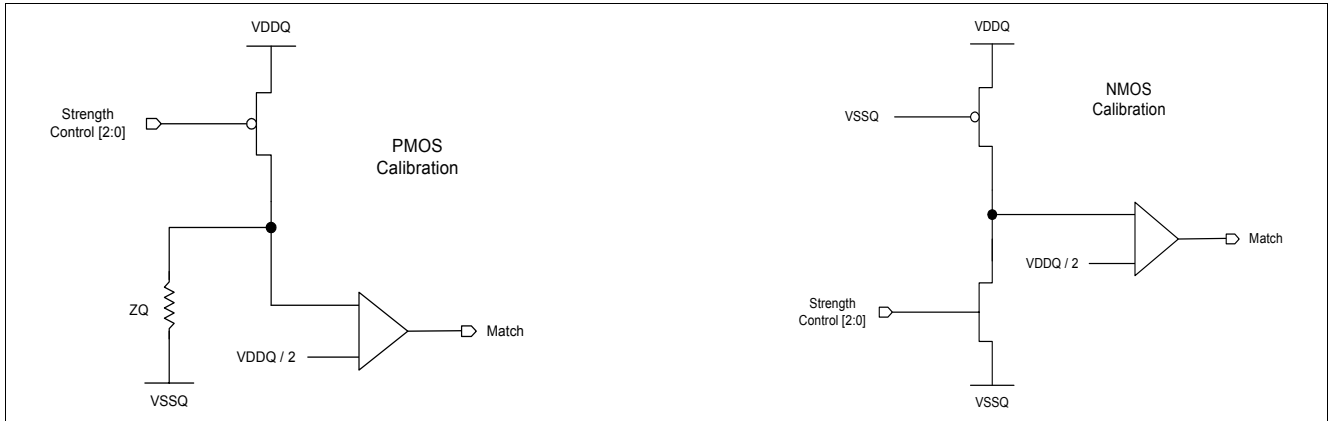 VDDQ
Strength
Control [2:0]
PMOS
Calibration
ZQ
VDDQ / 2
Match
VSSQ
VDDQ
NMOS
Calibration
VSSQ
Match
VDDQ / 2
Strength
Control [2:0]
VSSQ